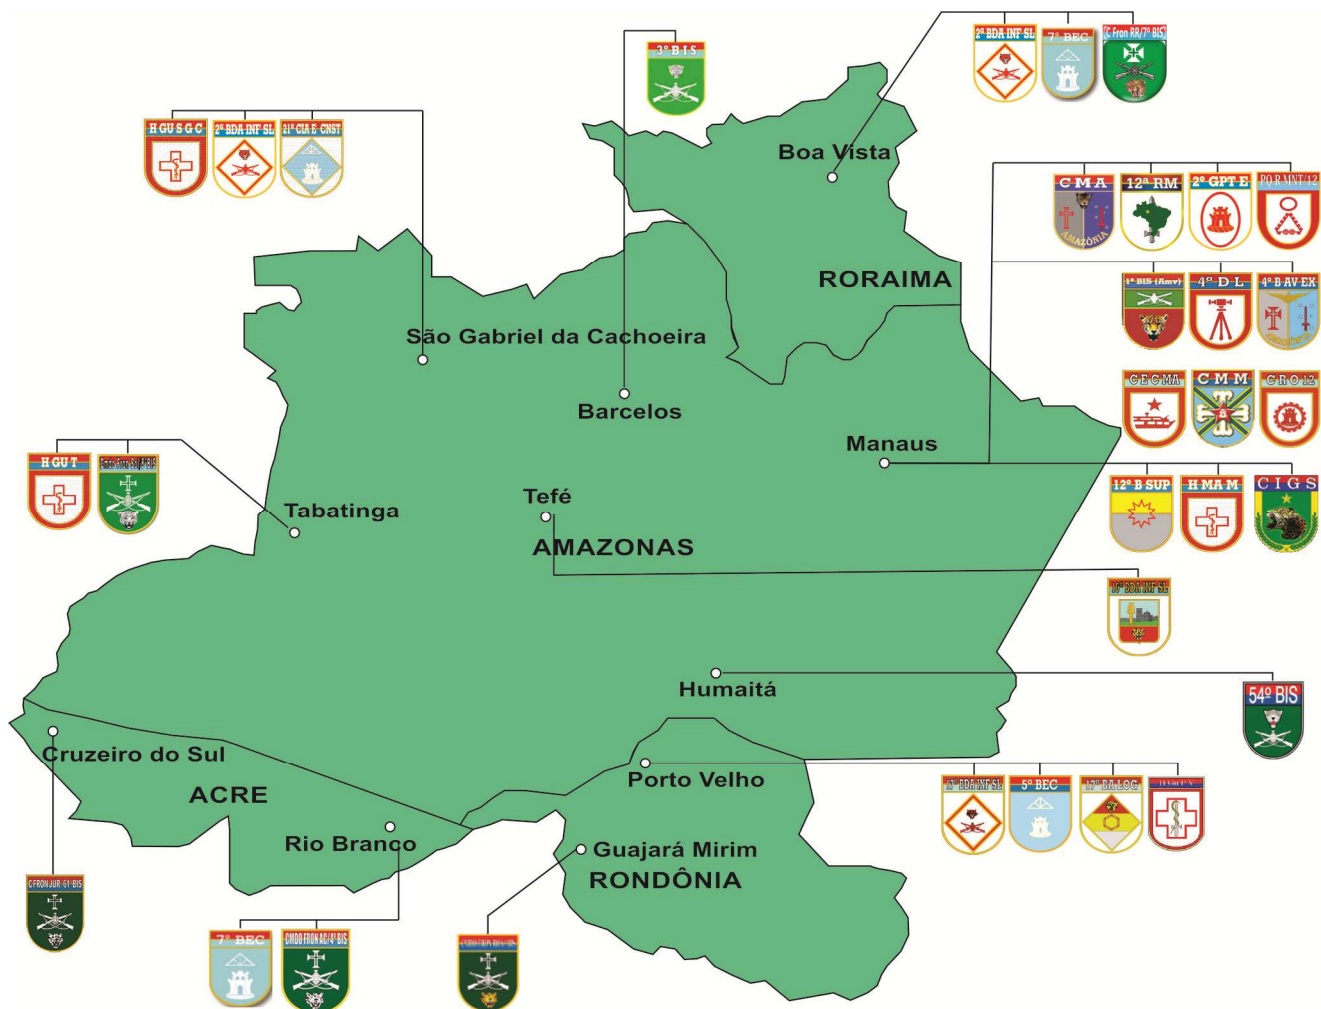 3º B I S
2ª BDA INF SL
7º BEC
(C Fron RR/7º BIS)
H GU S G C
2ª BDA INF SL
21ª CIA E CNST
Boa Vista
C M A
AMAZÔNIA
12ª RM
2º GPT E
PQ R MNT/12
RORAIMA
1º BIS (Amv)
4ª D L
4º B AV EX
São Gabriel da Cachoeira
Barcelos
C E C MA
C M M
C R O 12
Manaus
H GU T
12º B SUP
H MA M
C I G S
Tabatinga
Tefé
AMAZONAS
16ª BDA INF SL
Humaitá
54º BIS
Cruzeiro do Sul
ACRE
Porto Velho
17ª BDA INF SL
5º BEC
17º BA LOG
Rio Branco
Guajará Mirim
RONDÔNIA
C FRON JUR/61º BIS
7º BEC
CMDO FRON AC/4º BIS